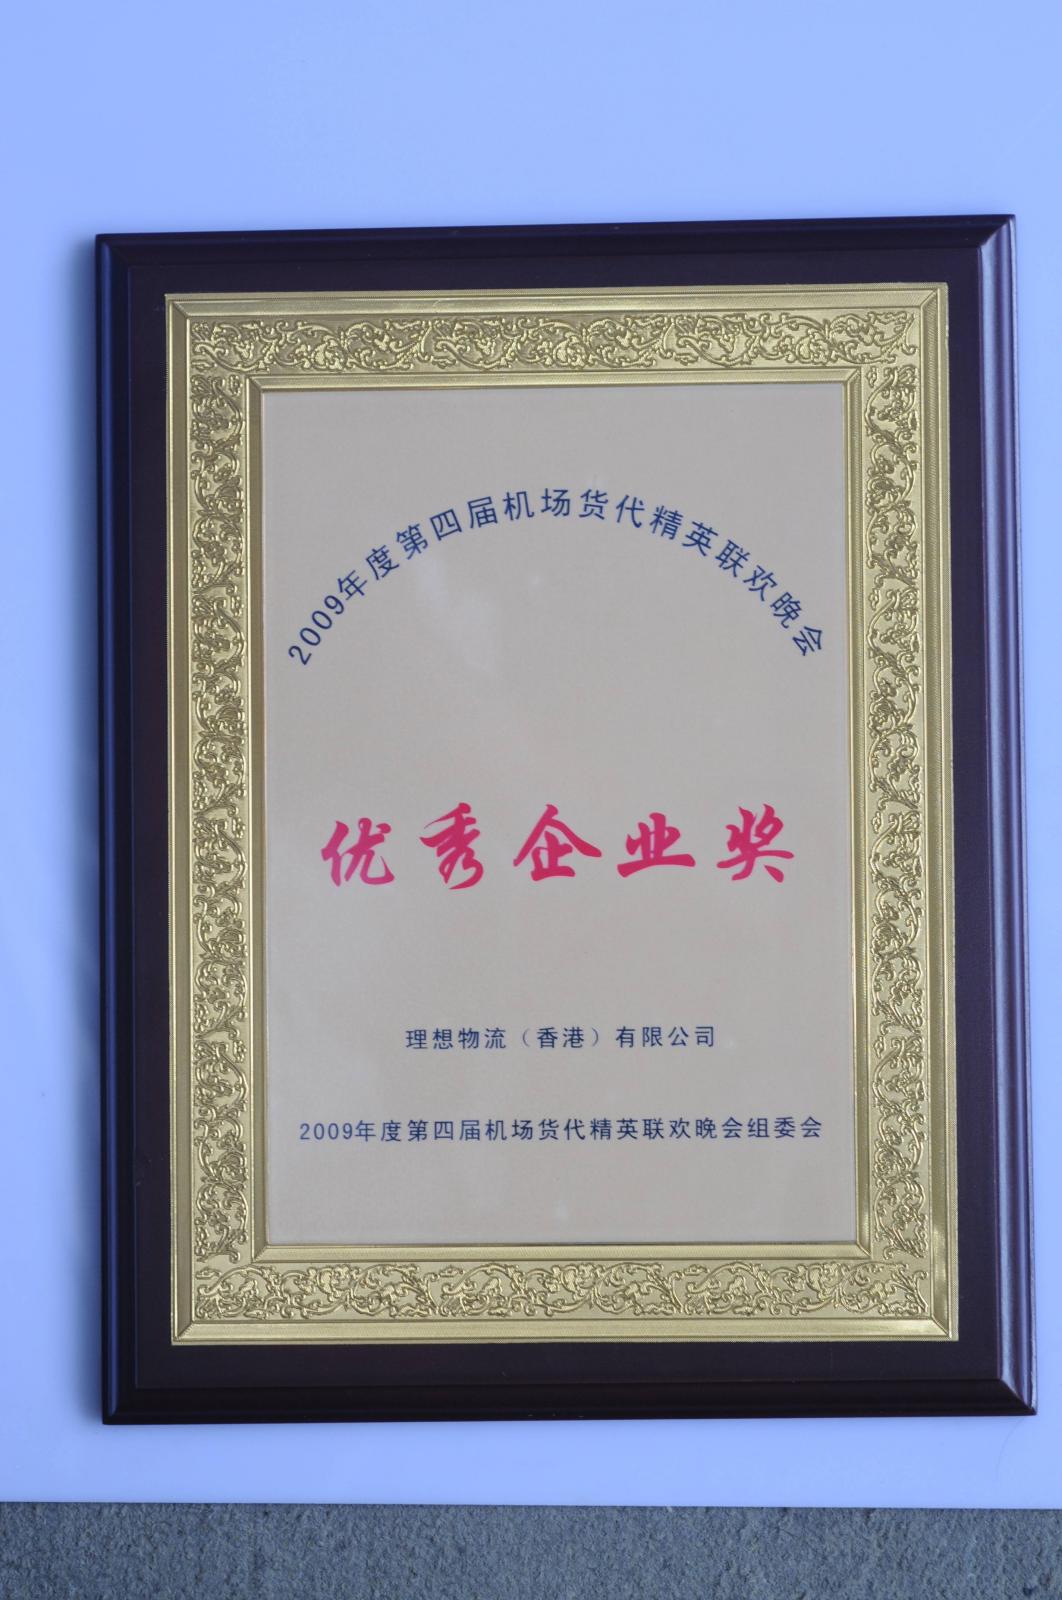 2009年度第四届机场货代精英联欢晚会
优秀企业奖
理想物流（香港）有限公司
2009年度第四届机场货代精英联欢晚会组委会